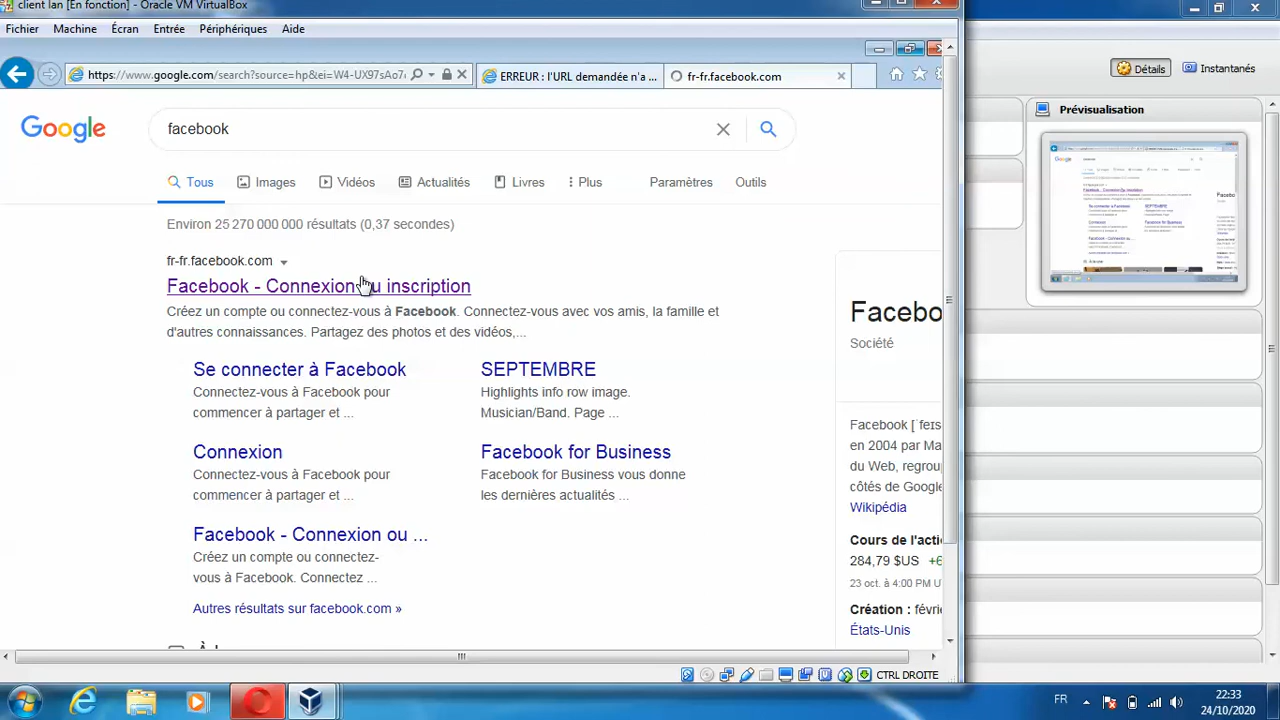 client lan [En fonction] - Oracle VM VirtualBox
Fichier Machine Écran Entrée Périphériques Aide
https://www.google.com/search?source=hp&ei=W4-UX97sAo7
ERREUR : l'URL demandée n'a ...
fr-fr.facebook.com
Détails
Instantanés
Prévisualisation
Google
facebook
Tous Images Vidéos Actualités Livres Plus Paramètres Outils
Environ 25 270 000 000 résultats
fr-fr.facebook.com
Facebook - Connexion ou inscription
Créez un compte ou connectez-vous à Facebook. Connectez-vous avec vos amis, la famille et
d'autres connaissances. Partagez des photos et des vidéos,...
Se connecter à Facebook
Connectez-vous à Facebook pour
commencer à partager et ...
SEPTEMBRE
Highlights info row image.
Musician/Band. Page ...
Connexion
Connectez-vous à Facebook pour
commencer à partager et ...
Facebook for Business
Facebook for Business vous donne
les dernières actualités ...
Facebook - Connexion ou ...
Créez un compte ou connectez-
vous à Facebook. Connectez ...
Autres résultats sur facebook.com »
Facebo
Société
Facebook [ˈfeɪs
en 2004 par Ma
du Web, regrou
côtés de Google
Wikipédia
Cours de l'acti
284,79 $US +6
23 oct. à 4:00 PM U
Création : févri
États-Unis
CTRL DROITE
FR
22:33
24/10/2020